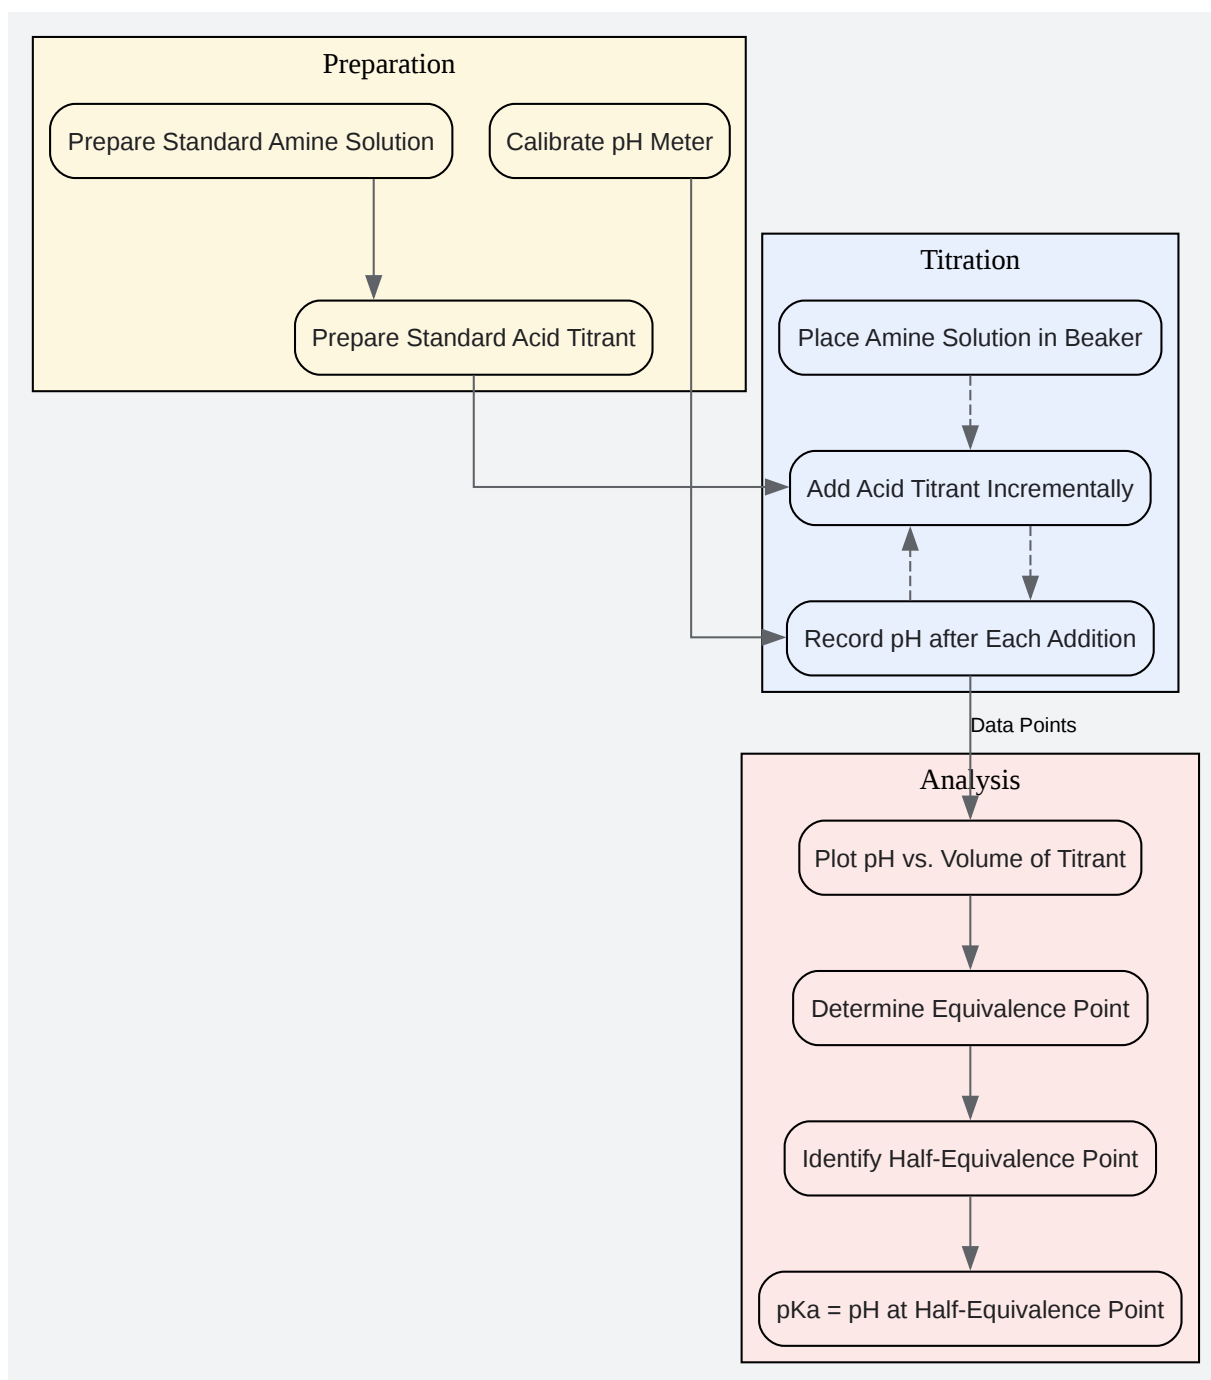 Preparation
Prepare Standard Amine Solution
Calibrate pH Meter
Prepare Standard Acid Titrant
Titration
Place Amine Solution in Beaker
Add Acid Titrant Incrementally
Record pH after Each Addition
Data Points
Analysis
Plot pH vs. Volume of Titrant
Determine Equivalence Point
Identify Half-Equivalence Point
pKa = pH at Half-Equivalence Point